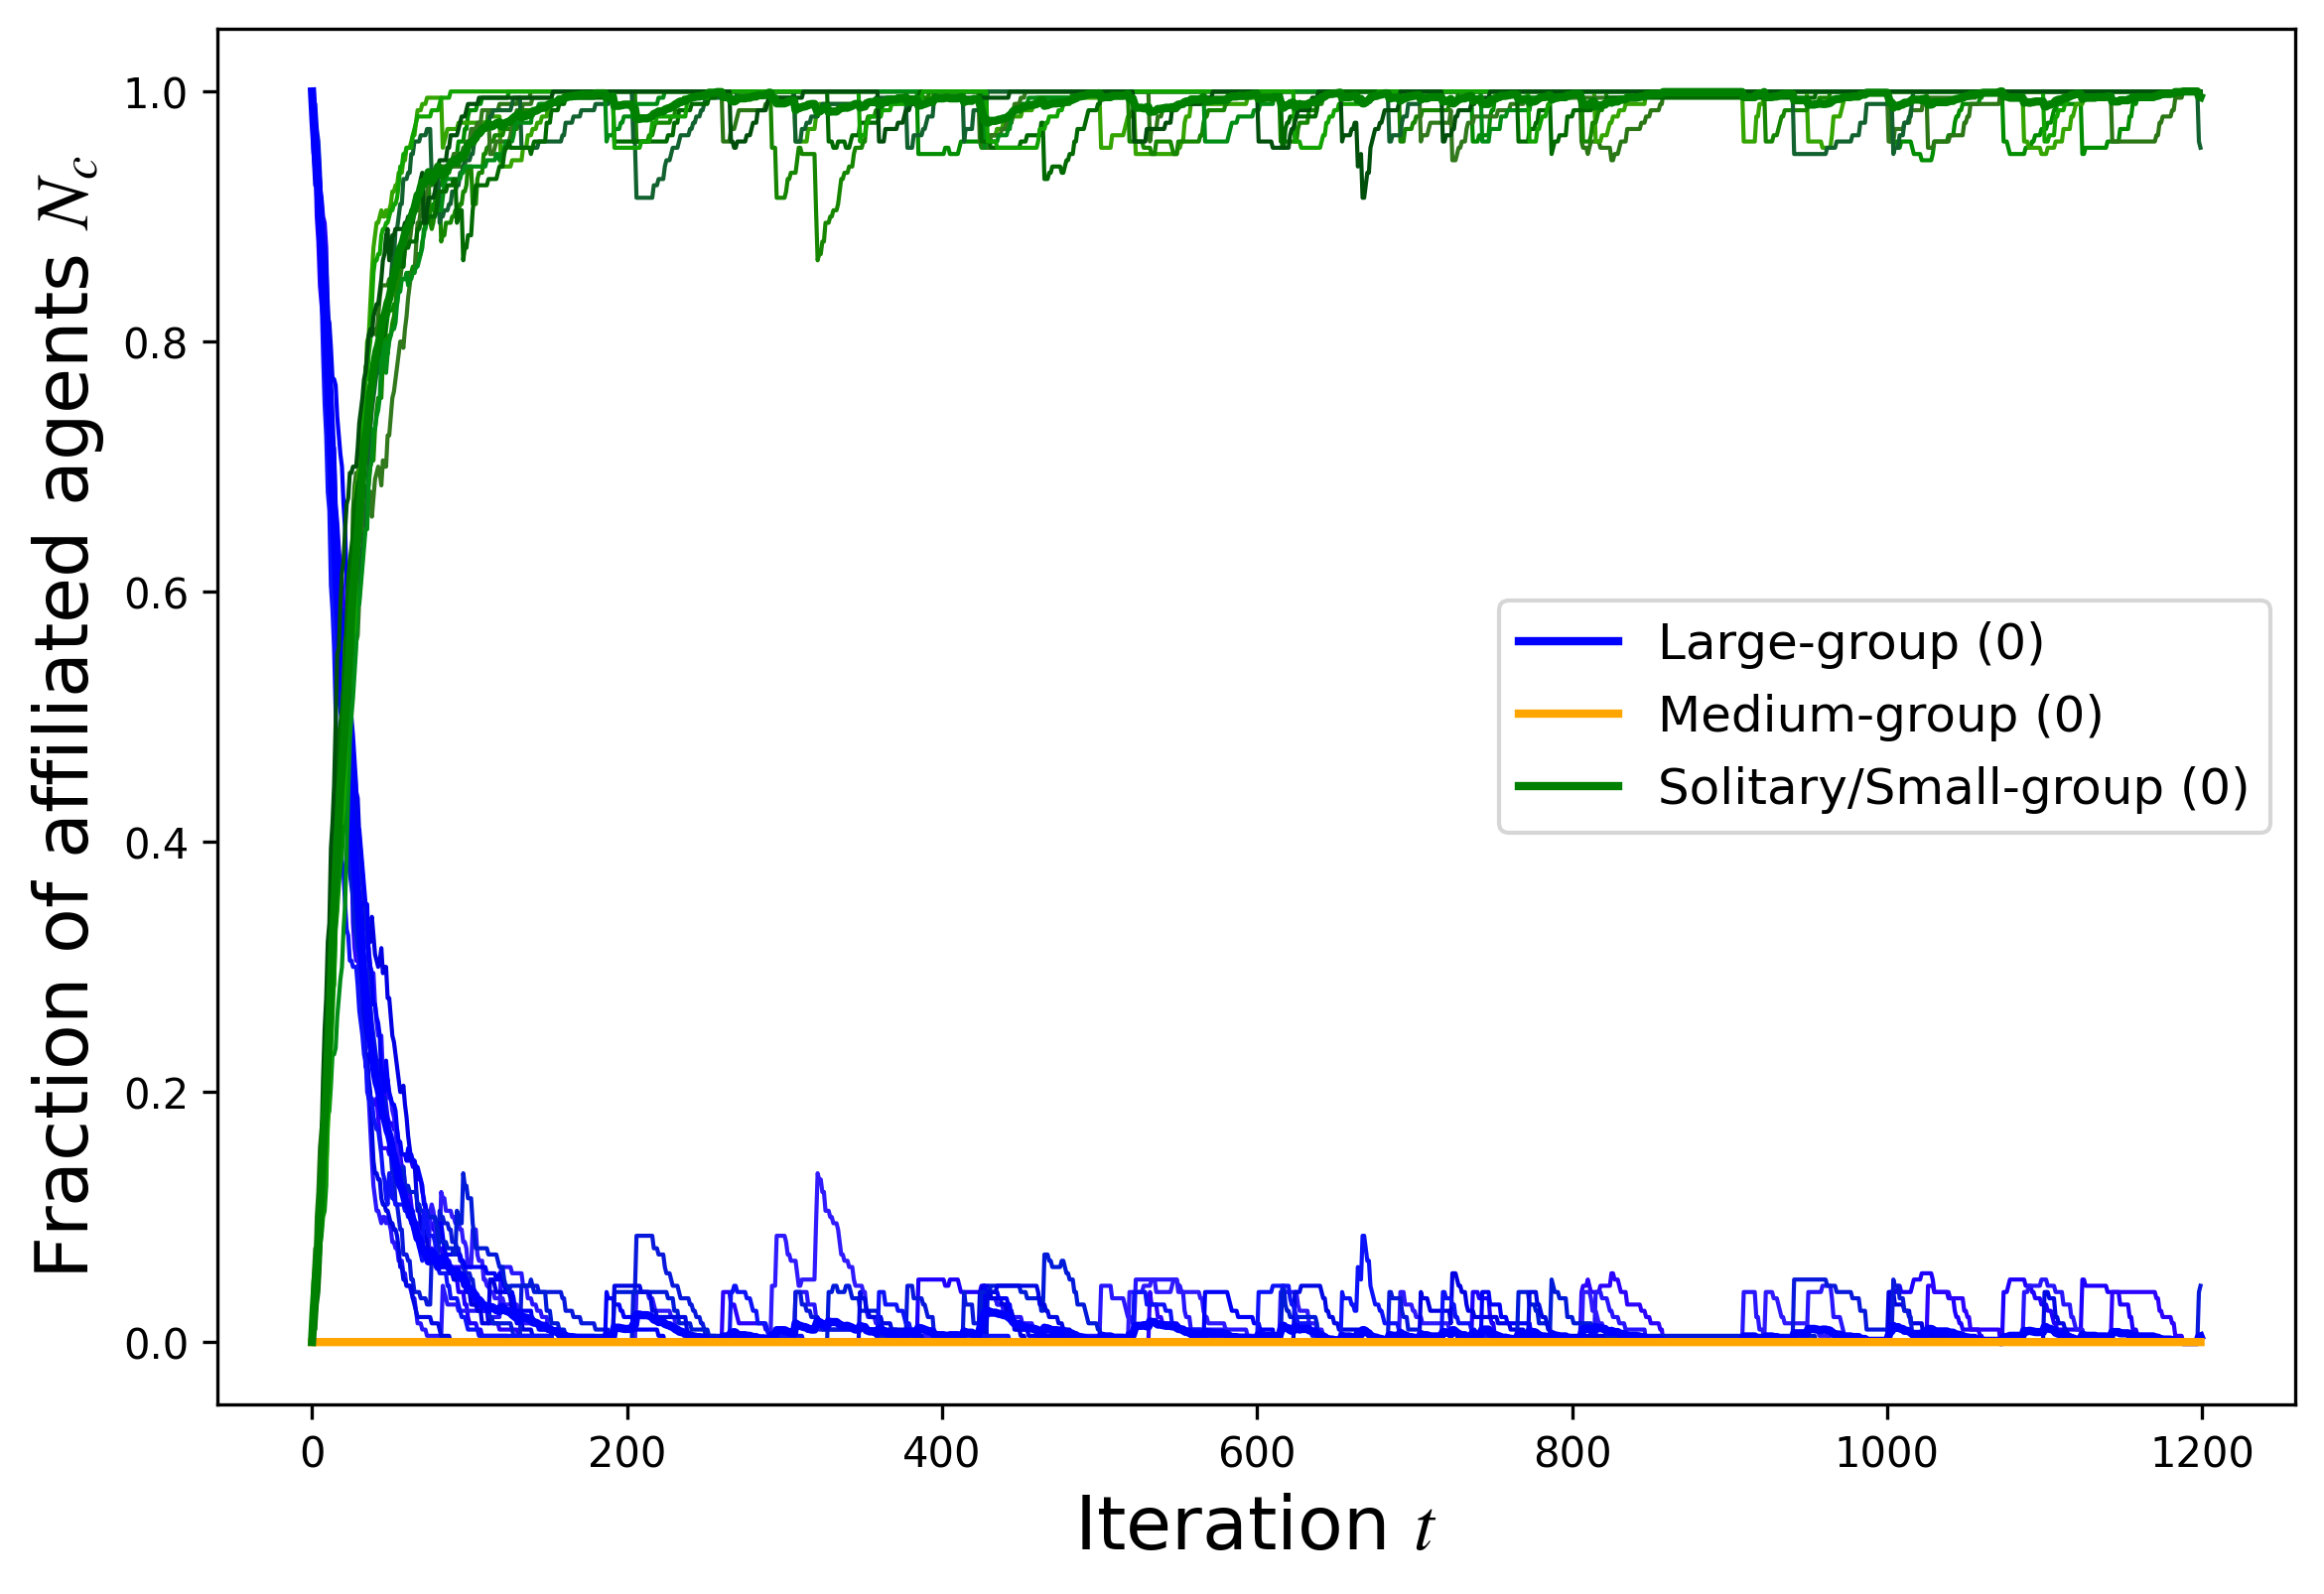 Fraction of affiliated agents N_c
1.0
0.8
0.6
0.4
0.2
0.0
Large-group (0)
Medium-group (0)
Solitary/Small-group (0)
0 200 400 600 800 1000 1200
Iteration t